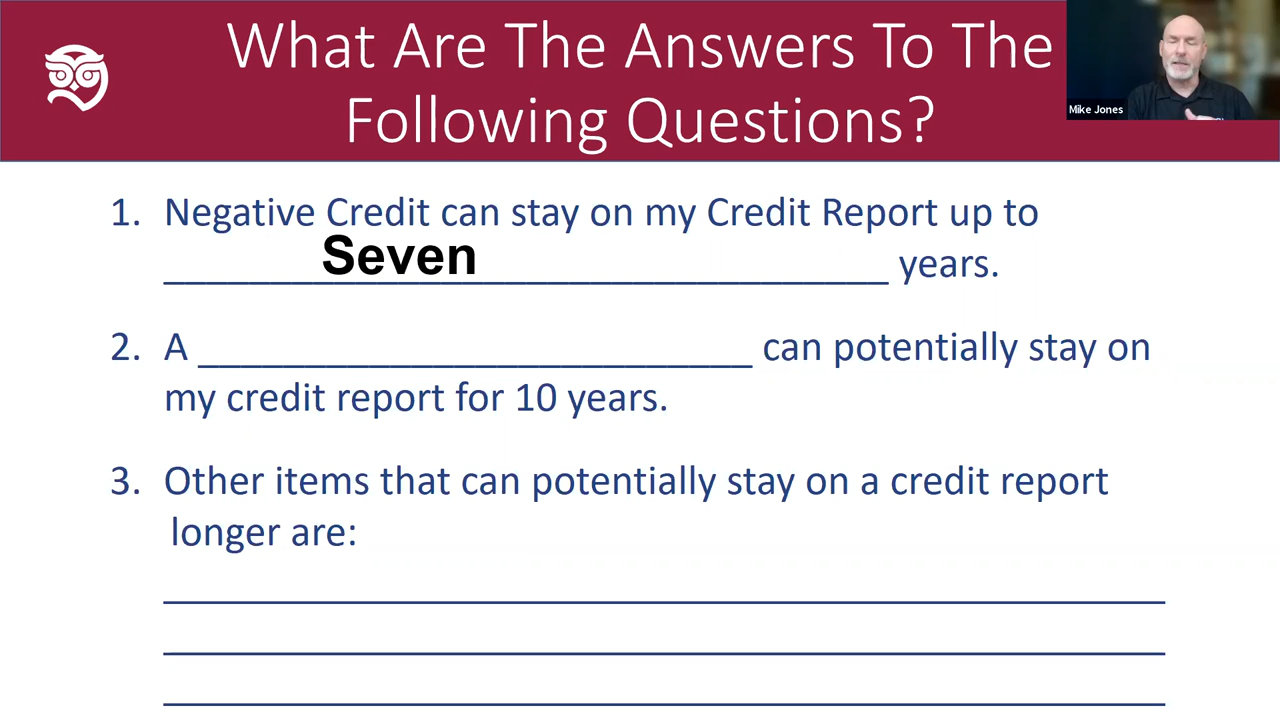 What Are The Answers To The
Following Questions?
Mike Jones
1. Negative Credit can stay on my Credit Report up to
Seven years.
2. A __________________________ can potentially stay on
my credit report for 10 years.
3. Other items that can potentially stay on a credit report
longer are: